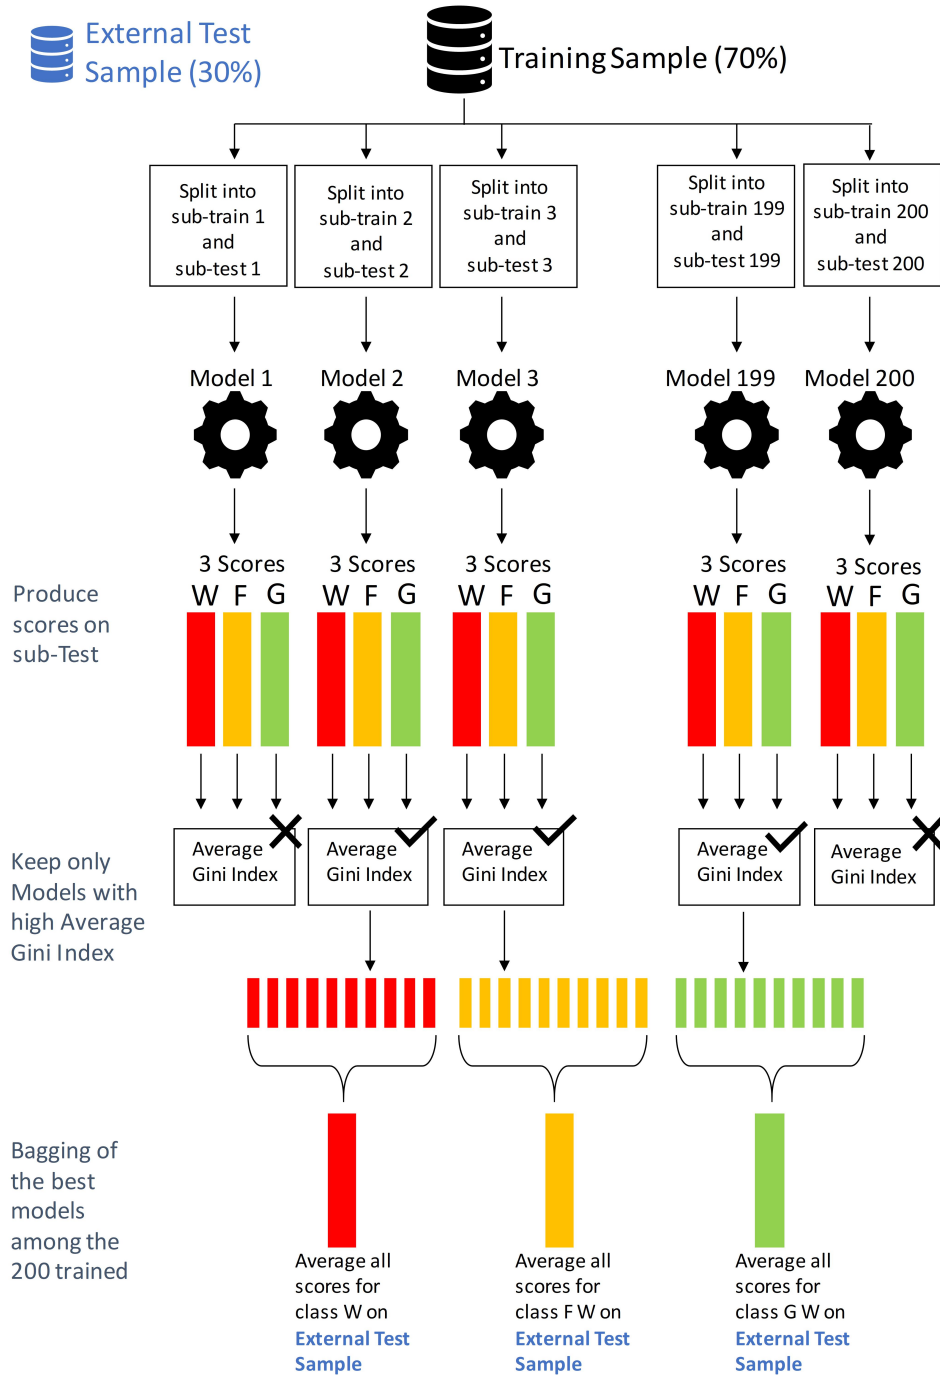 External Test
Sample (30%)
Training Sample (70%)
Split into
sub-train 1
and
sub-test 1
Split into
sub-train 2
and
sub-test 2
Split into
sub-train 3
and
sub-test 3
Split into
sub-train 199
and
sub-test 199
Split into
sub-train 200
and
sub-test 200
Model 1
Model 2
Model 3
Model 199
Model 200
Produce
scores on
sub-Test
3 Scores
W F G
3 Scores
W F G
3 Scores
W F G
3 Scores
W F G
3 Scores
W F G
Keep only
Models with
high Average
Gini Index
Average
Gini Index
Average
Gini Index
Average
Gini Index
Average
Gini Index
Average
Gini Index
Bagging of
the best
models
among the
200 trained
Average all
scores for
class W on
External Test
Sample
Average all
scores for
class F W on
External Test
Sample
Average all
scores for
class G W on
External Test
Sample